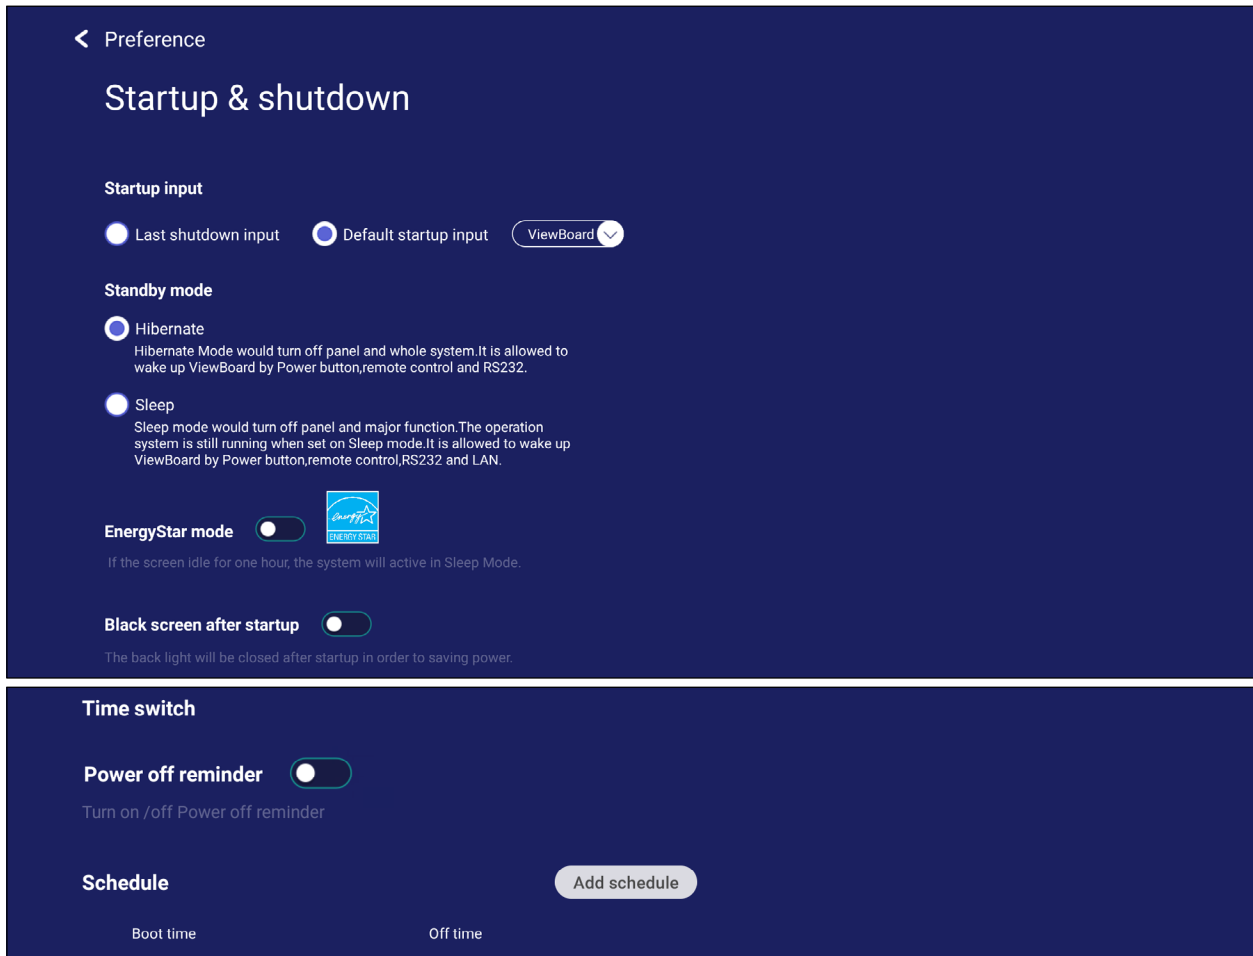 Preference
Startup & shutdown
Startup input
Last shutdown input Default startup input ViewBoard
Standby mode
Hibernate
Hibernate Mode would turn off panel and whole system.It is allowed to
wake up ViewBoard by Power button,remote control and RS232.
Sleep
Sleep mode would turn off panel and major function.The operation
system is still running when set on Sleep mode.It is allowed to wake up
ViewBoard by Power button,remote control,RS232 and LAN.
energy
EnergyStar mode
ENERGY STAR
If the screen idle for one hour, the system will active in Sleep Mode.
Black screen after startup
The back light will be closed after startup in order to saving power.
Time switch
Power off reminder
Turn on /off Power off reminder
Schedule Add schedule
Boot time Off time